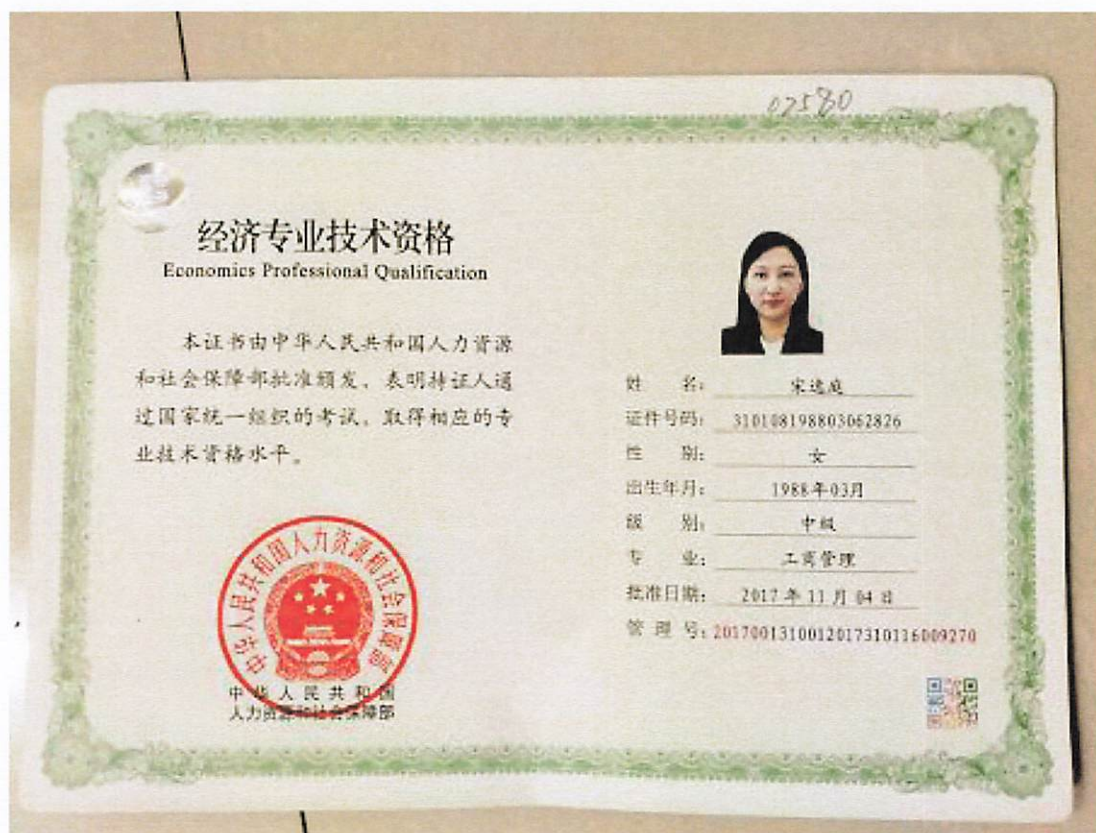 07580
经济专业技术资格
Economics Professional Qualification
本证书由中华人民共和国人力资源
和社会保障部批准颁发，表明持证人通
过国家统一组织的考试，取得相应的专
业技术资格水平。
中华人民共和国人力资源和社会保障部
中华人民共和国
人力资源和社会保障部
姓 名： 宋逸庭
证件号码： 310108198803062826
性 别： 女
出生年月： 1988年03月
级 别： 中级
专 业： 工商管理
批准日期： 2017年11月04日
管 理 号： 2017001310012017310116009270